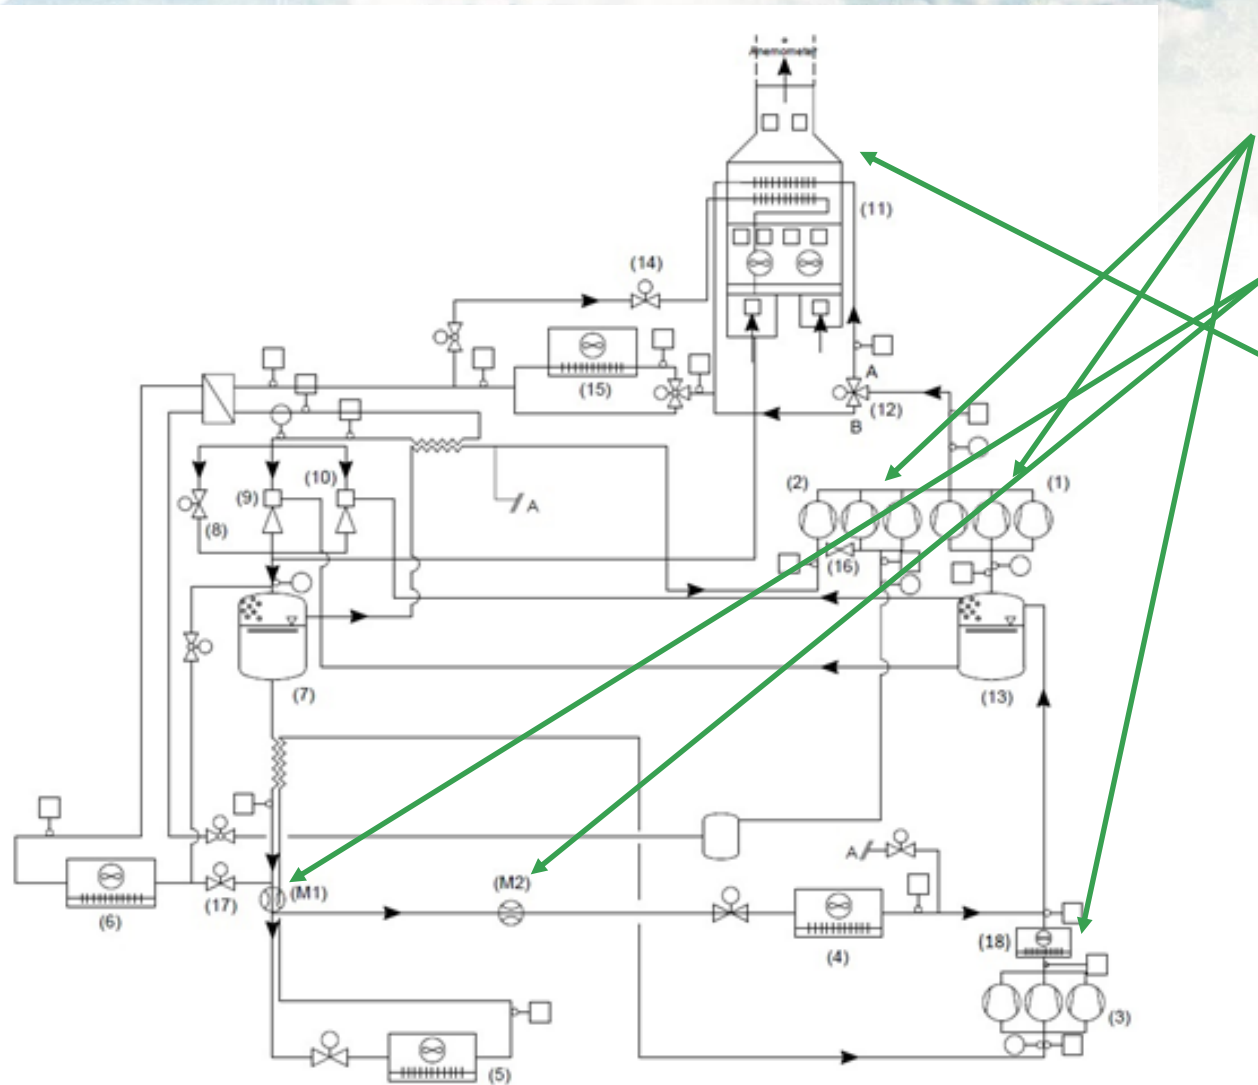 Anemometer
(11)
(14)
(15)
A
(12)
B
(10)
(9)
(2)
(1)
(8)
A
(16)
(7)
(13)
A
(M1)
(M2)
(17)
(6)
(18)
(4)
(3)
(5)